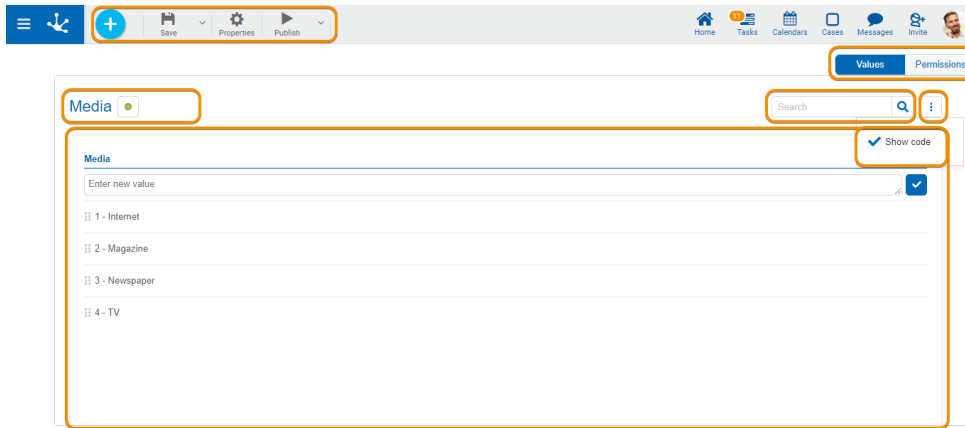 Save
Properties
Publish
Home
11
Tasks
Calendars
Cases
Messages
Invite
Values
Permissions
Media
Search
Show code
Media
Enter new value
1 - Internet
2 - Magazine
3 - Newspaper
4 - TV